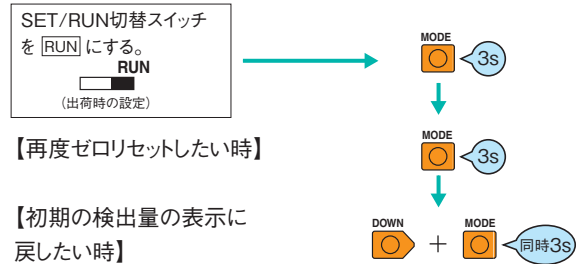 SET/RUN切替スイッチ
を RUN にする。
RUN
（出荷時の設定）
MODE
3s
【再度ゼロリセットしたい時】
MODE
3s
【初期の検出量の表示に
戻したい時】
DOWN
+
MODE
同時3s